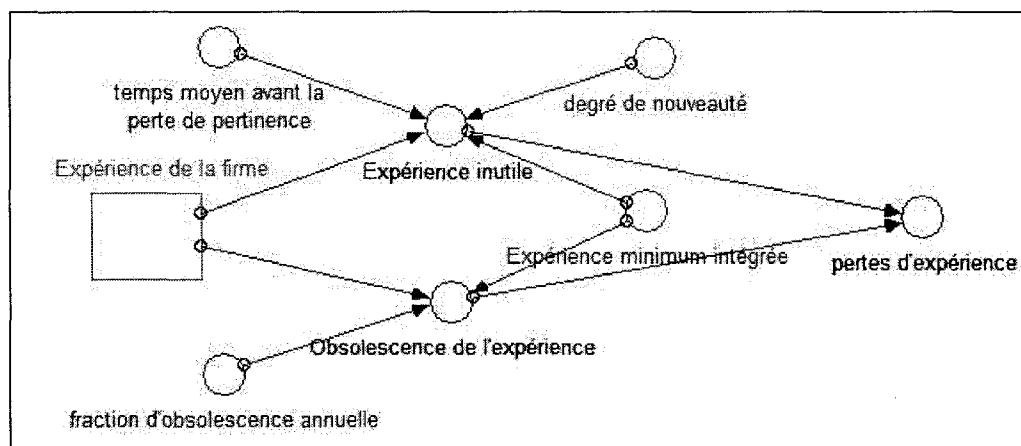 temps moyen avant la
perte de pertinence
degré de nouveauté
Expérience de la firme
Expérience inutile
Expérience minimum intégrée
pertes d'expérience
Obsolescence de l'expérience
fraction d'obsolescence annuelle